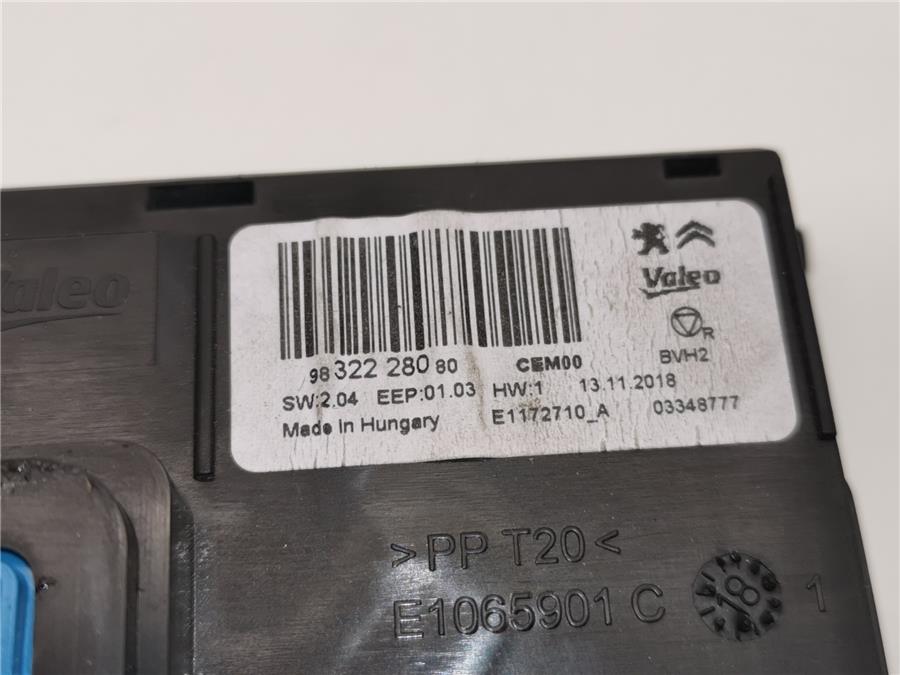 Valeo
Valeo
R
BVH2
98 322 280 80
CEM00
SW:2.04 EEP:01.03 HW:1 13.11.2018
Made In Hungary
E1172710_A
03348777
>PP T20<
E1065901 C
18
1